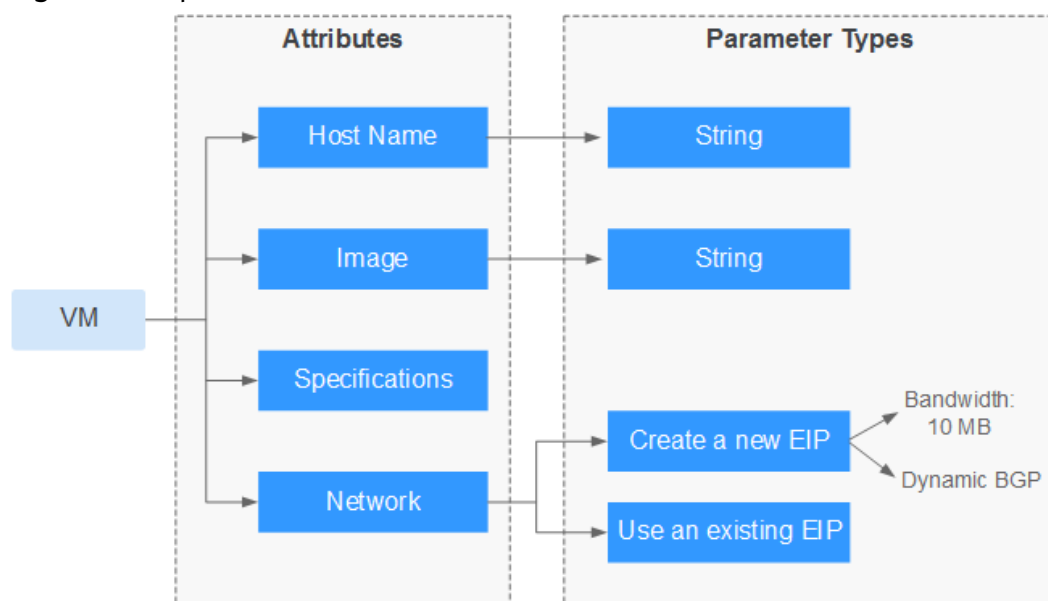 Attributes
Parameter Types
Host Name
String
Image
String
VM
Specifications
Bandwidth:
10 MB
Create a new EIP
Dynamic BGP
Network
Use an existing EIP